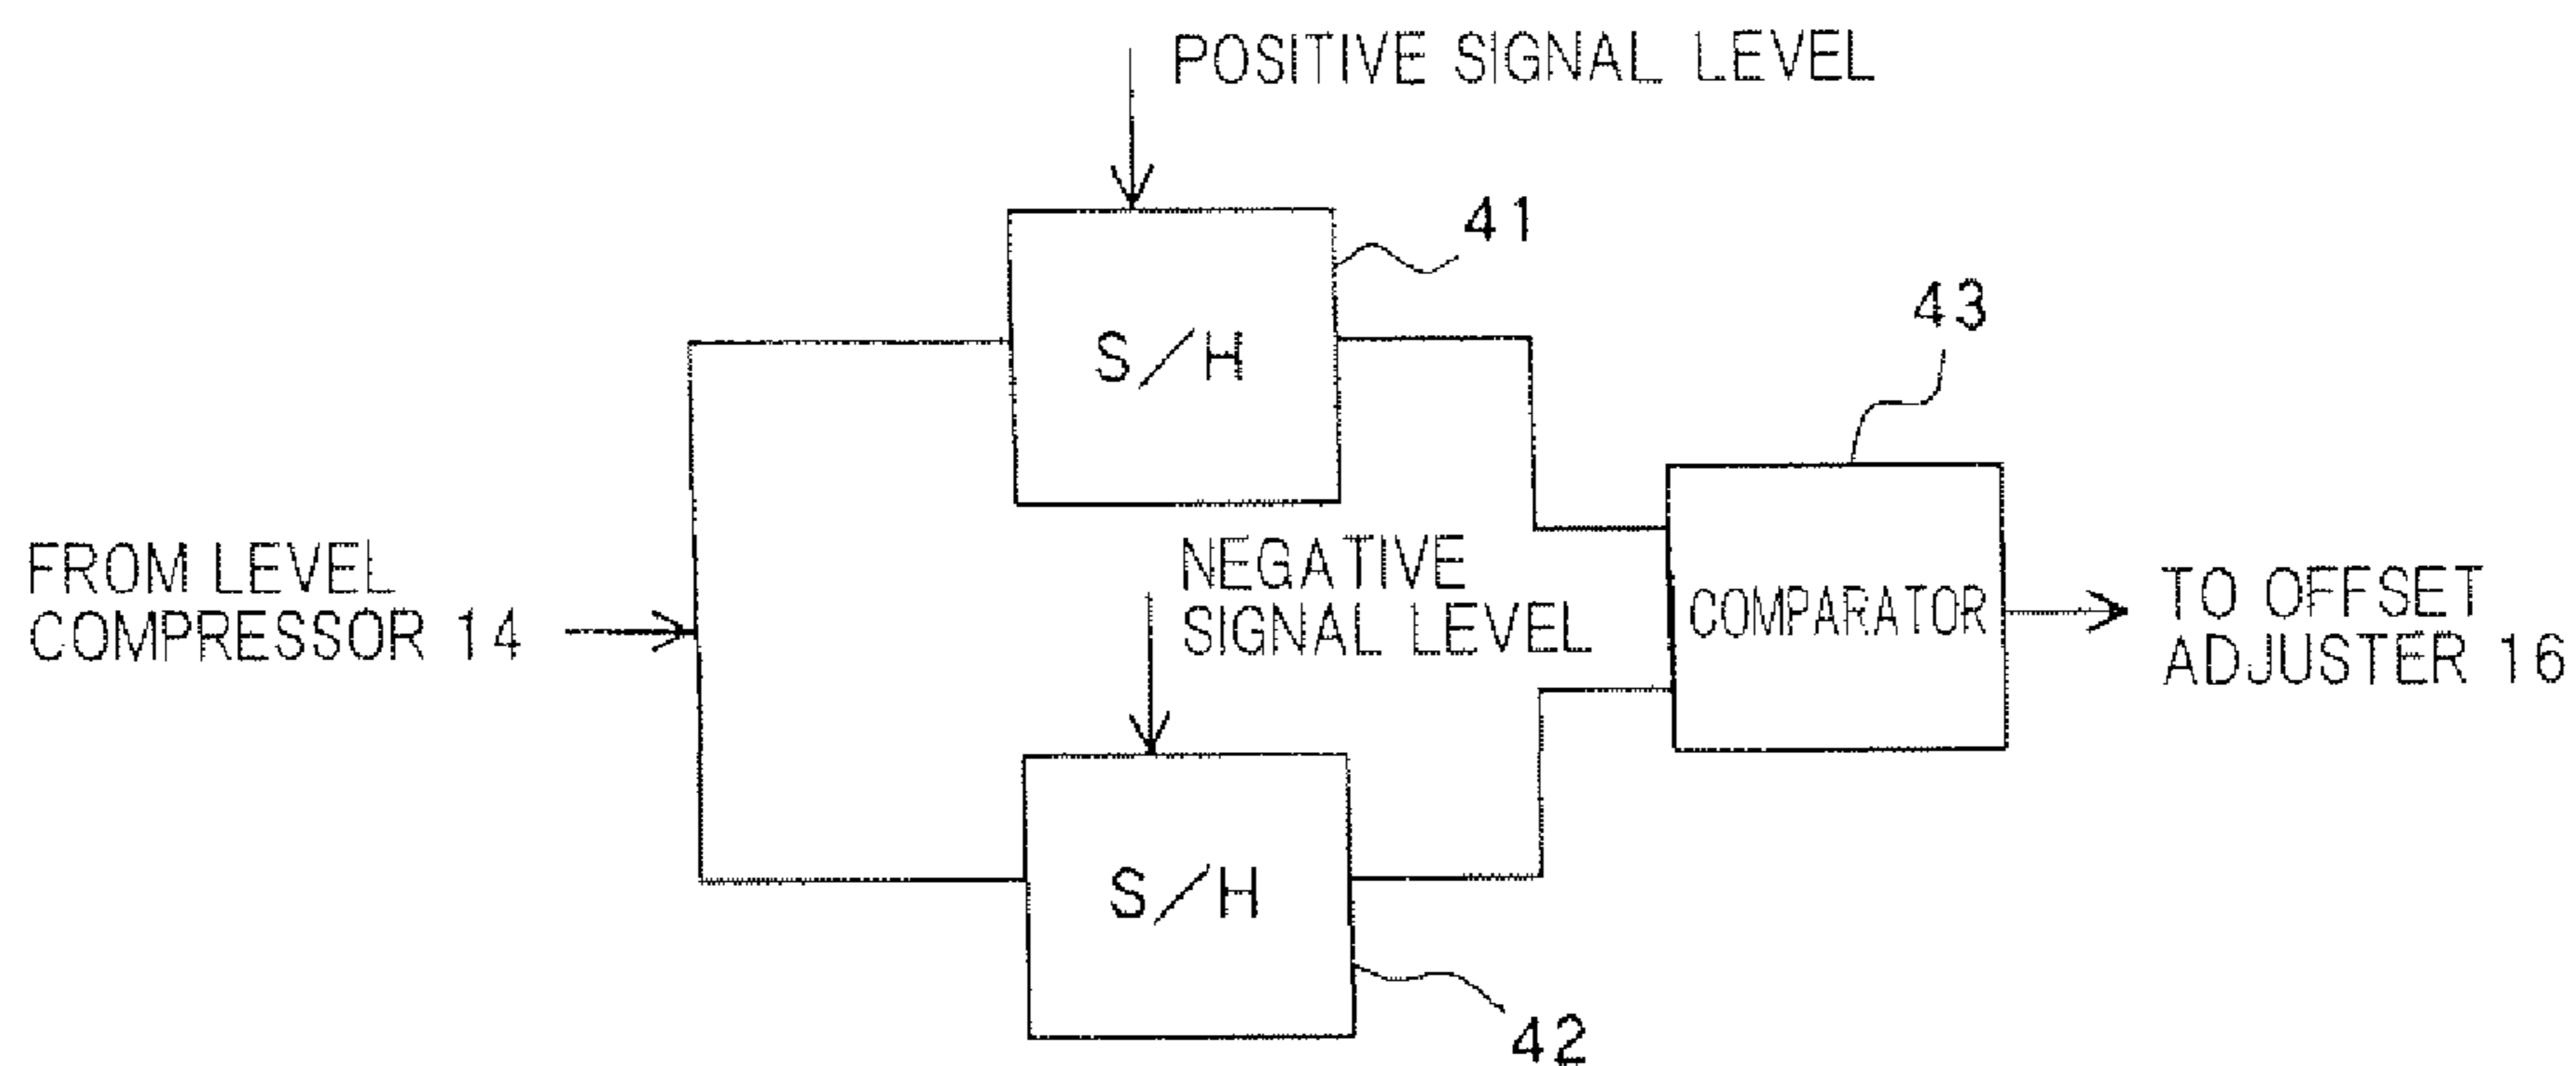 POSITIVE SIGNAL LEVEL
41
S/H
43
FROM LEVEL
COMPRESSOR 14
NEGATIVE
SIGNAL LEVEL
COMPARATOR
TO OFFSET
ADJUSTER 16
S/H
42